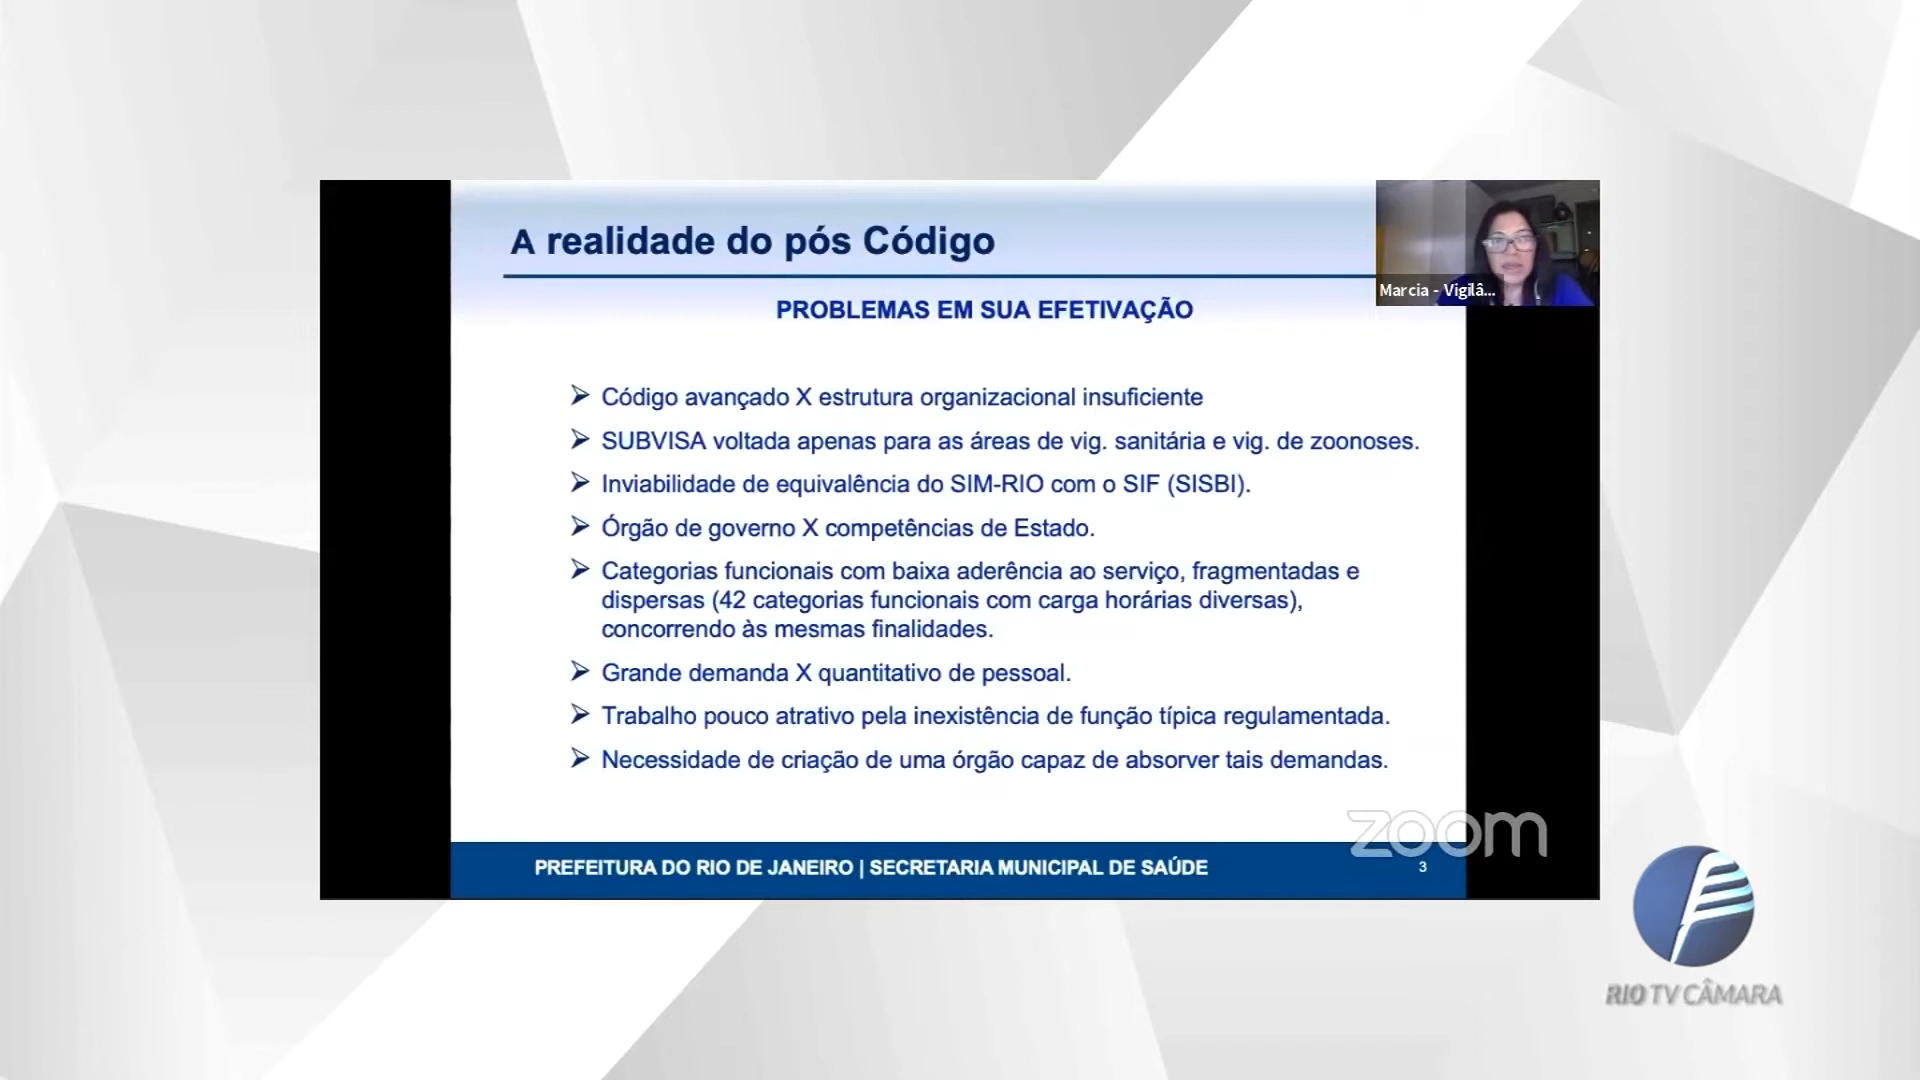 A realidade do pós Código
Marcia - Vigilâ...
PROBLEMAS EM SUA EFETIVAÇÃO
Código avançado X estrutura organizacional insuficiente
SUBVISA voltada apenas para as áreas de vig. sanitária e vig. de zoonoses.
Inviabilidade de equivalência do SIM-RIO com o SIF (SISBI).
Órgão de governo X competências de Estado.
Categorias funcionais com baixa aderência ao serviço, fragmentadas e
dispersas (42 categorias funcionais com carga horárias diversas),
concorrendo às mesmas finalidades.
Grande demanda X quantitativo de pessoal.
Trabalho pouco atrativo pela inexistência de função típica regulamentada.
Necessidade de criação de uma órgão capaz de absorver tais demandas.
zoom
PREFEITURA DO RIO DE JANEIRO | SECRETARIA MUNICIPAL DE SAÚDE
3
RIO TV CÂMARA